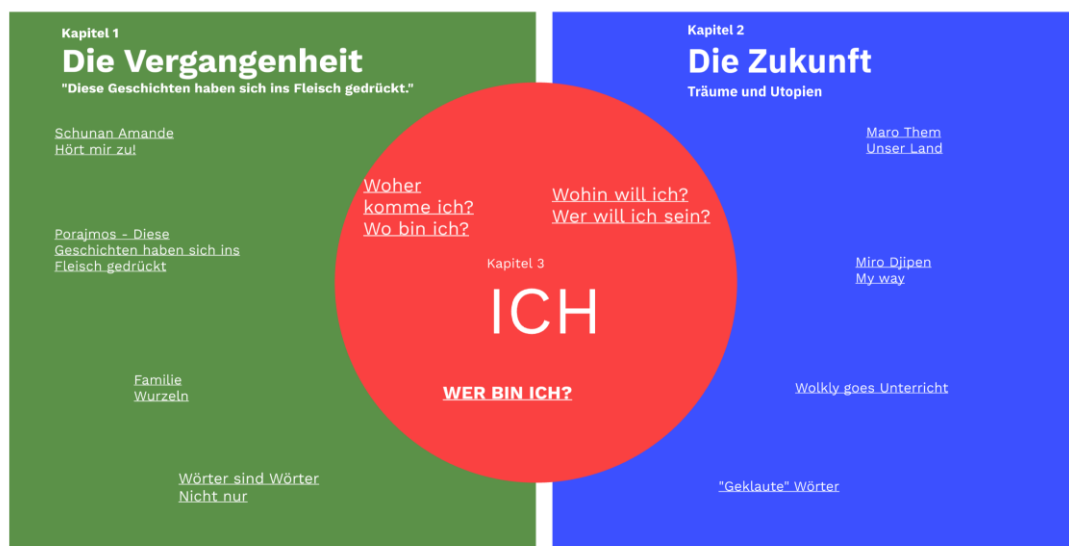 Kapitel 1
Die Vergangenheit
"Diese Geschichten haben sich ins Fleisch gedrückt."
Schunan Amande
Hört mir zu!
Porajmos - Diese
Geschichten haben sich ins
Fleisch gedrückt
Familie
Wurzeln
Wörter sind Wörter
Nicht nur
Woher
komme ich?
Wo bin ich?
Wohin will ich?
Wer will ich sein?
Kapitel 3
ICH
WER BIN ICH?
Kapitel 2
Die Zukunft
Träume und Utopien
Maro Them
Unser Land
Miro Djipen
My way
Wolkly goes Unterricht
"Geklaute" Wörter